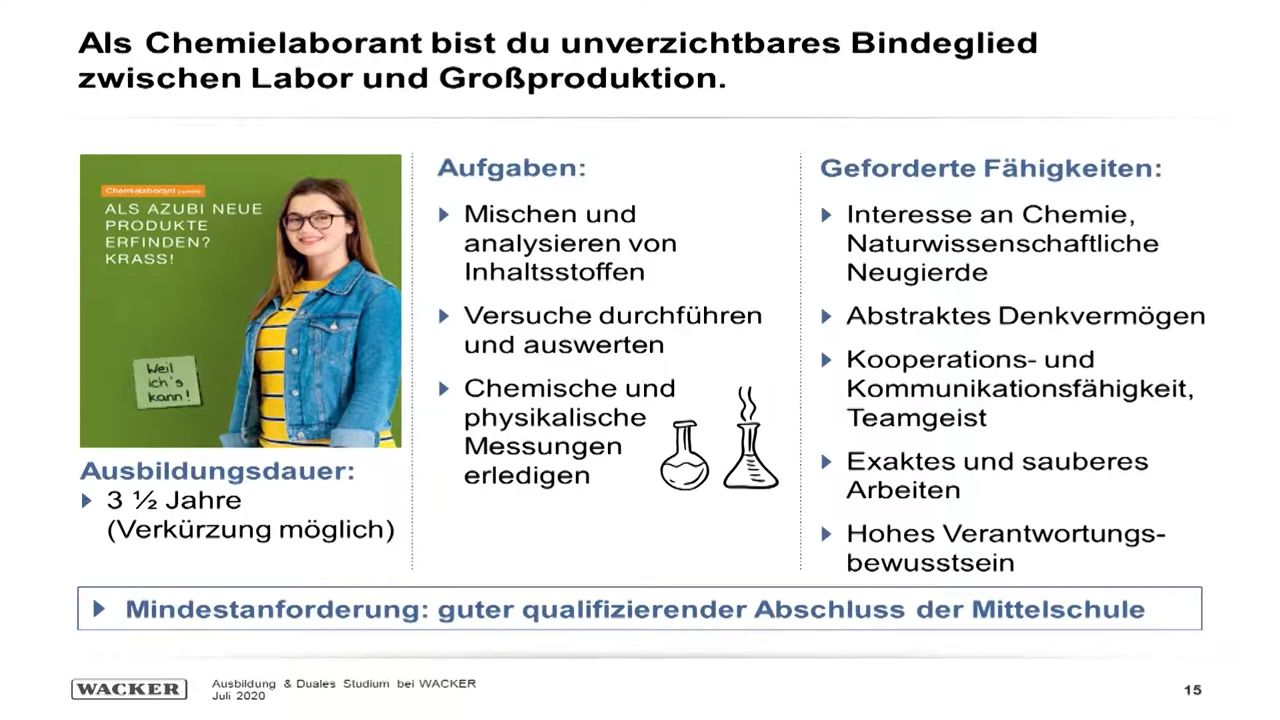 Als Chemielaborant bist du unverzichtbares Bindeglied
zwischen Labor und Großproduktion.
Chemielaborant
ALS AZUBI NEUE
PRODUKTE
ERFINDEN?
KRASS!
Weil
ich's
kann!
Ausbildungsdauer:
3 ½ Jahre
(Verkürzung möglich)
Aufgaben:
Mischen und
analysieren von
Inhaltsstoffen
Versuche durchführen
und auswerten
Chemische und
physikalische
Messungen
erledigen
Geforderte Fähigkeiten:
Interesse an Chemie,
Naturwissenschaftliche
Neugierde
Abstraktes Denkvermögen
Kooperations- und
Kommunikationsfähigkeit,
Teamgeist
Exaktes und sauberes
Arbeiten
Hohes Verantwortungs-
bewusstsein
Mindestanforderung: guter qualifizierender Abschluss der Mittelschule
WACKER
Ausbildung & Duales Studium bei WACKER
Juli 2020
15